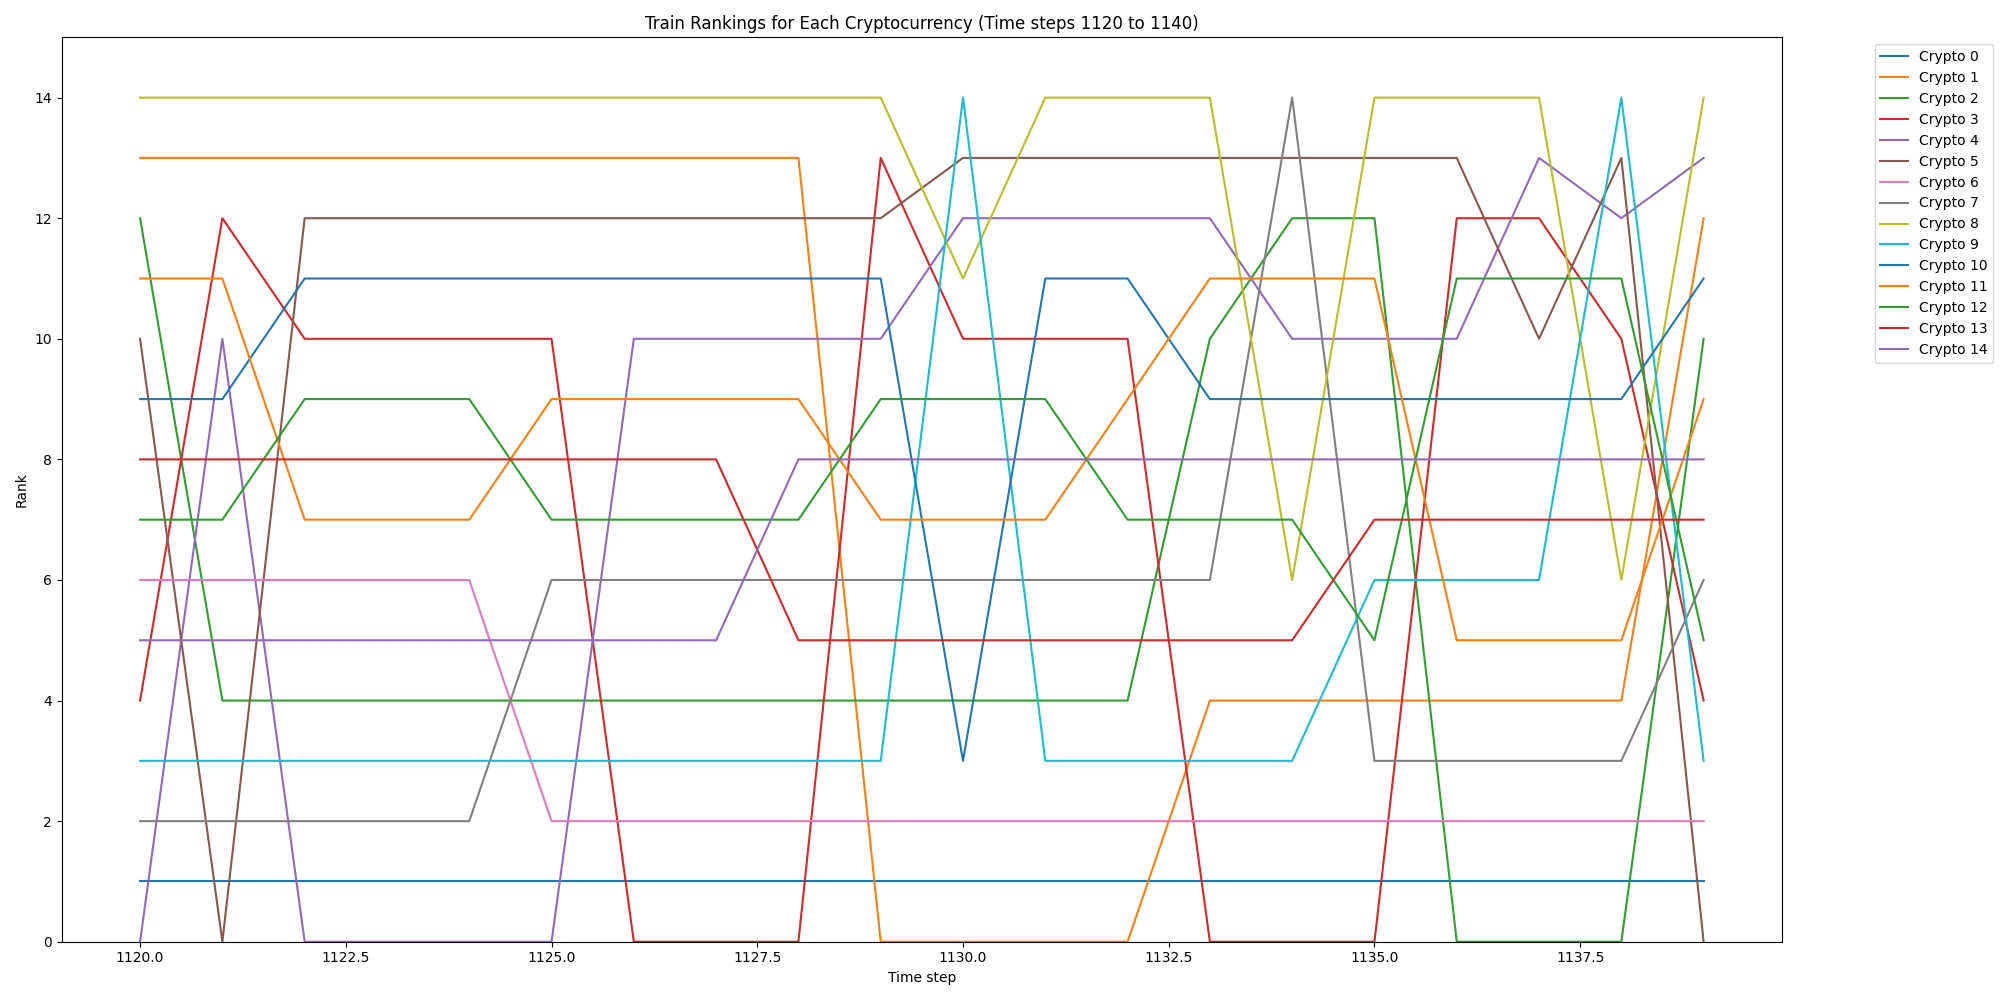 Train Rankings for Each Cryptocurrency (Time steps 1120 to 1140)
Crypto 0
Crypto 1
Crypto 2
Crypto 3
Crypto 4
Crypto 5
Crypto 6
Crypto 7
Crypto 8
Crypto 9
Crypto 10
Crypto 11
Crypto 12
Crypto 13
Crypto 14
Rank
14
12
10
8
6
4
2
0
1120.0 1122.5 1125.0 1127.5 1130.0 1132.5 1135.0 1137.5
Time step